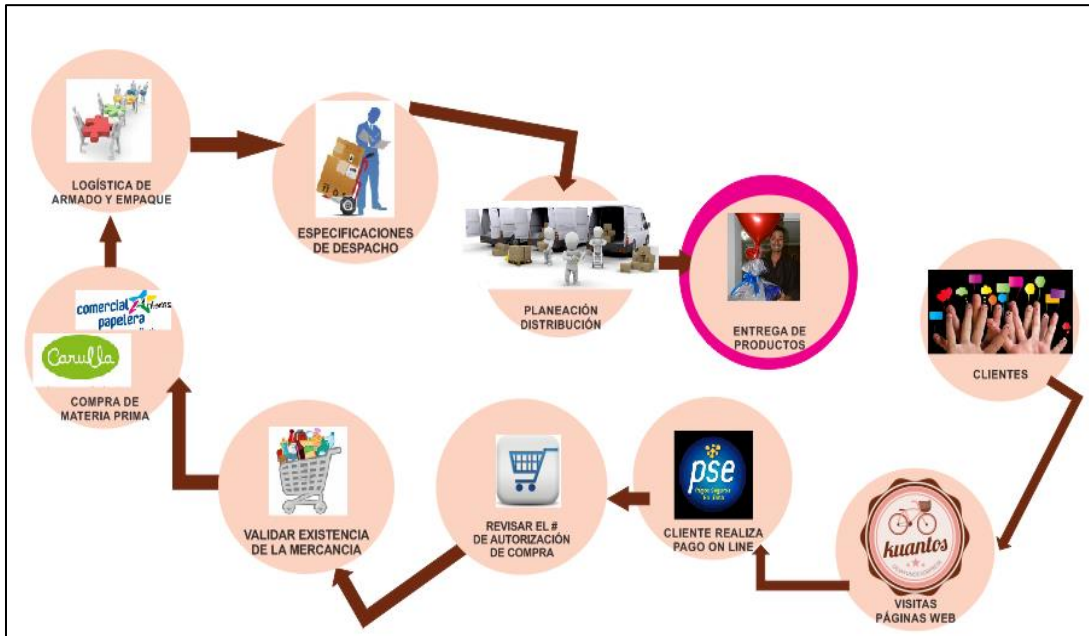 LOGÍSTICA DE
ARMADO Y EMPAQUE
ESPECIFICACIONES
DE DESPACHO
PLANEACIÓN
DISTRIBUCIÓN
ENTREGA DE
PRODUCTOS
CLIENTES
comercial
papelera
Carulla
COMPRA DE
MATERIA PRIMA
VALIDAR EXISTENCIA
DE LA MERCANCIA
REVISAR EL #
DE AUTORIZACIÓN
DE COMPRA
pse
CLIENTE REALIZA
PAGO ON LINE
kuantos
VISITAS
PÁGINAS WEB